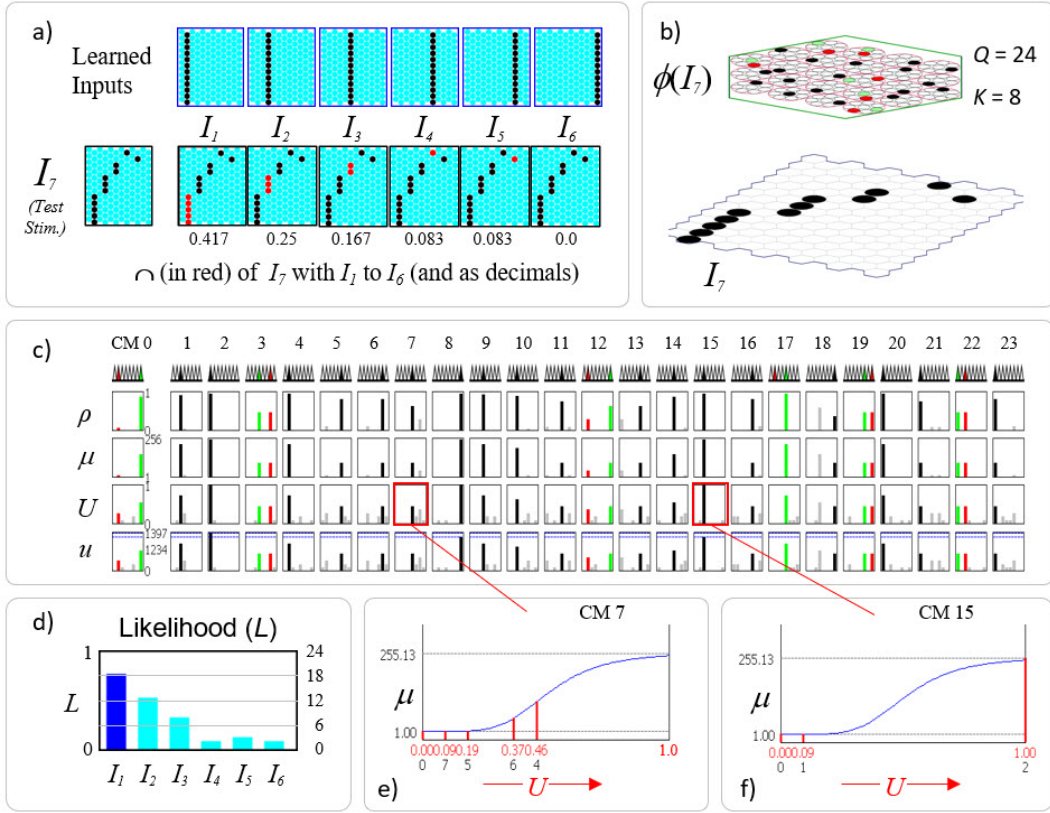 a)
Learned
Inputs
I₁ I₂ I₃ I₄ I₅ I₆
I₇
(Test
Stim.)
0.417 0.25 0.167 0.083 0.083 0.0
∩ (in red) of I₇ with I₁ to I₆ (and as decimals)
b)
ϕ(I₇)
Q = 24
K = 8
I₇
c)
CM 0 1 2 3 4 5 6 7 8 9 10 11 12 13 14 15 16 17 18 19 20 21 22 23
ρ 1 0
μ 256 1
U 1 0
u 1397 1234 0
d)
Likelihood (L)
1 24
18
L 12
6
0 0
I₁ I₂ I₃ I₄ I₅ I₆
CM 7
255.13
μ
1.00
0.000.090.19 0.370.46 1.0
0 7 5 6 4
U
e)
CM 15
255.13
μ
1.00
0.000.09 1.00
0 1 2
U
f)